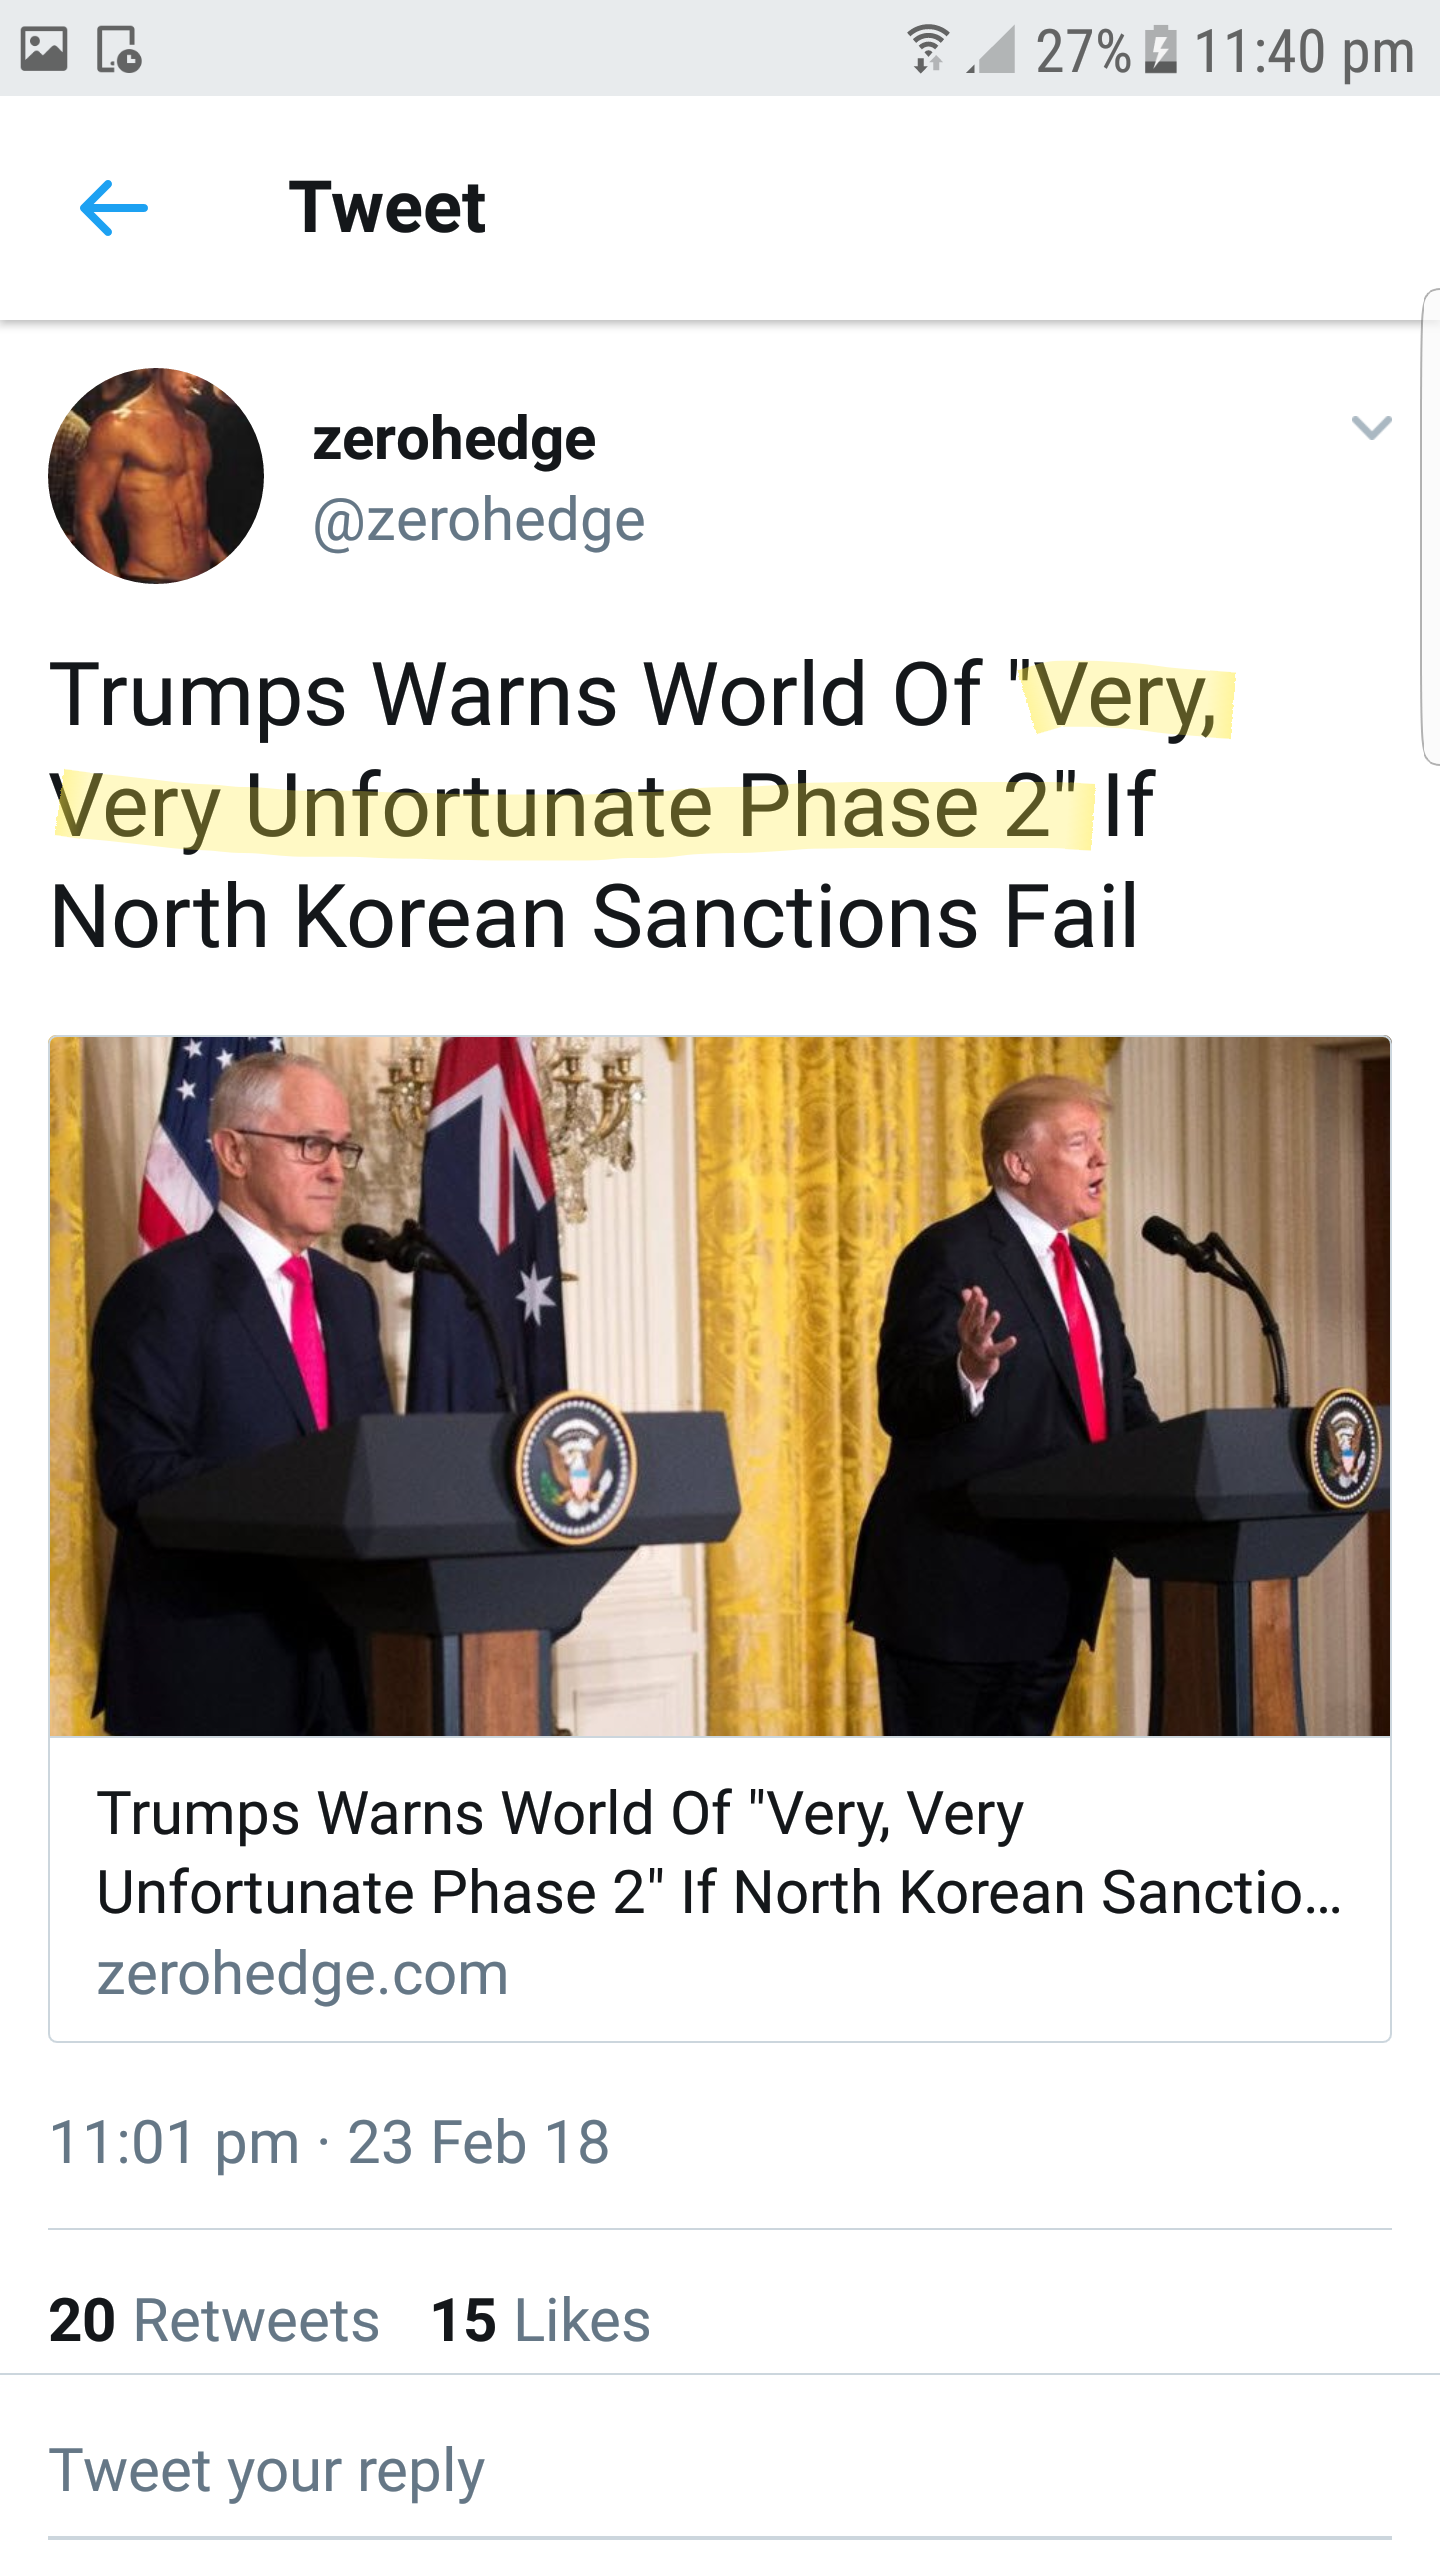 27% 11:40 pm
Tweet
zerohedge
@zerohedge
Trumps Warns World Of "Very,
Very Unfortunate Phase 2" If
North Korean Sanctions Fail
Trumps Warns World Of "Very, Very
Unfortunate Phase 2" If North Korean Sanctio...
zerohedge.com
11:01 pm · 23 Feb 18
20 Retweets 15 Likes
Tweet your reply